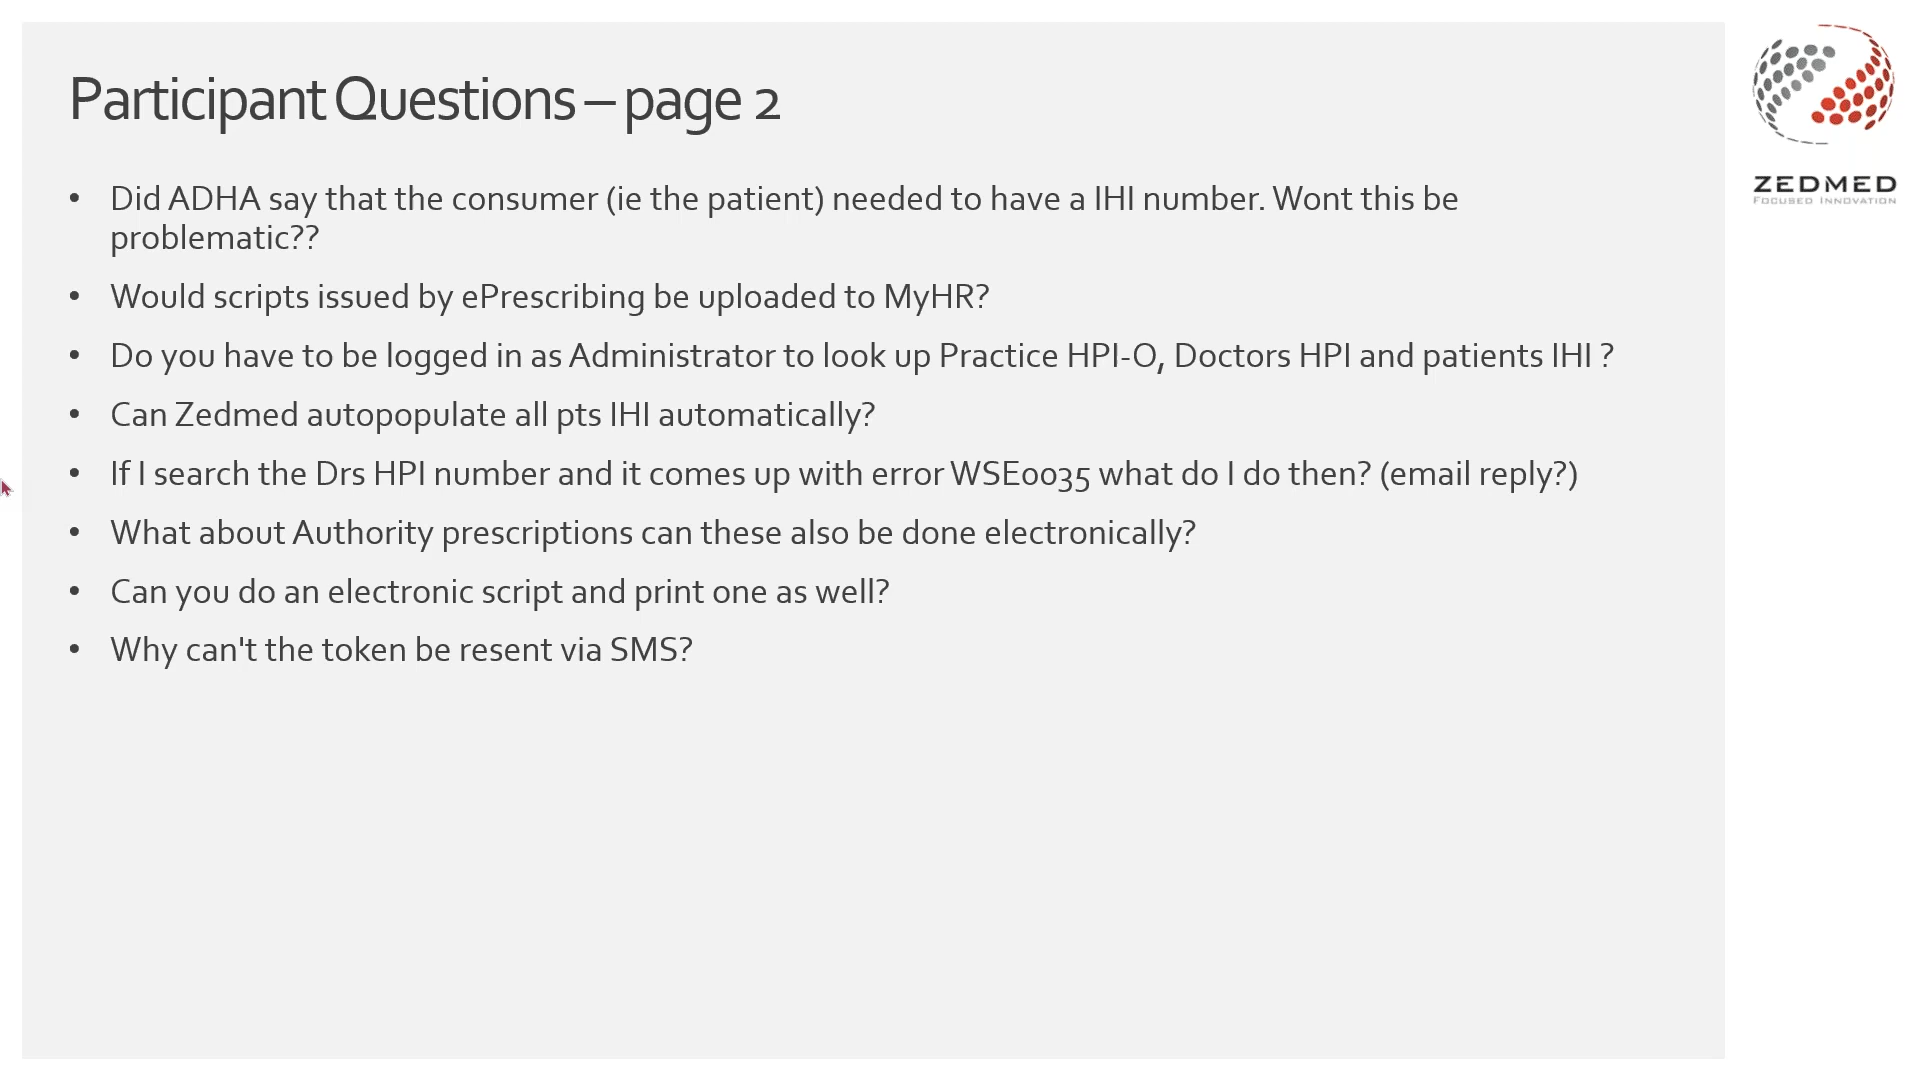 Participant Questions – page 2
• Did ADHA say that the consumer (ie the patient) needed to have a IHI number. Wont this be
problematic??
• Would scripts issued by ePrescribing be uploaded to MyHR?
• Do you have to be logged in as Administrator to look up Practice HPI-O, Doctors HPI and patients IHI ?
• Can Zedmed autopopulate all pts IHI automatically?
• If I search the Drs HPI number and it comes up with error WSE0035 what do I do then? (email reply?)
• What about Authority prescriptions can these also be done electronically?
• Can you do an electronic script and print one as well?
• Why can't the token be resent via SMS?
ZEDMED
FOCUSED INNOVATION